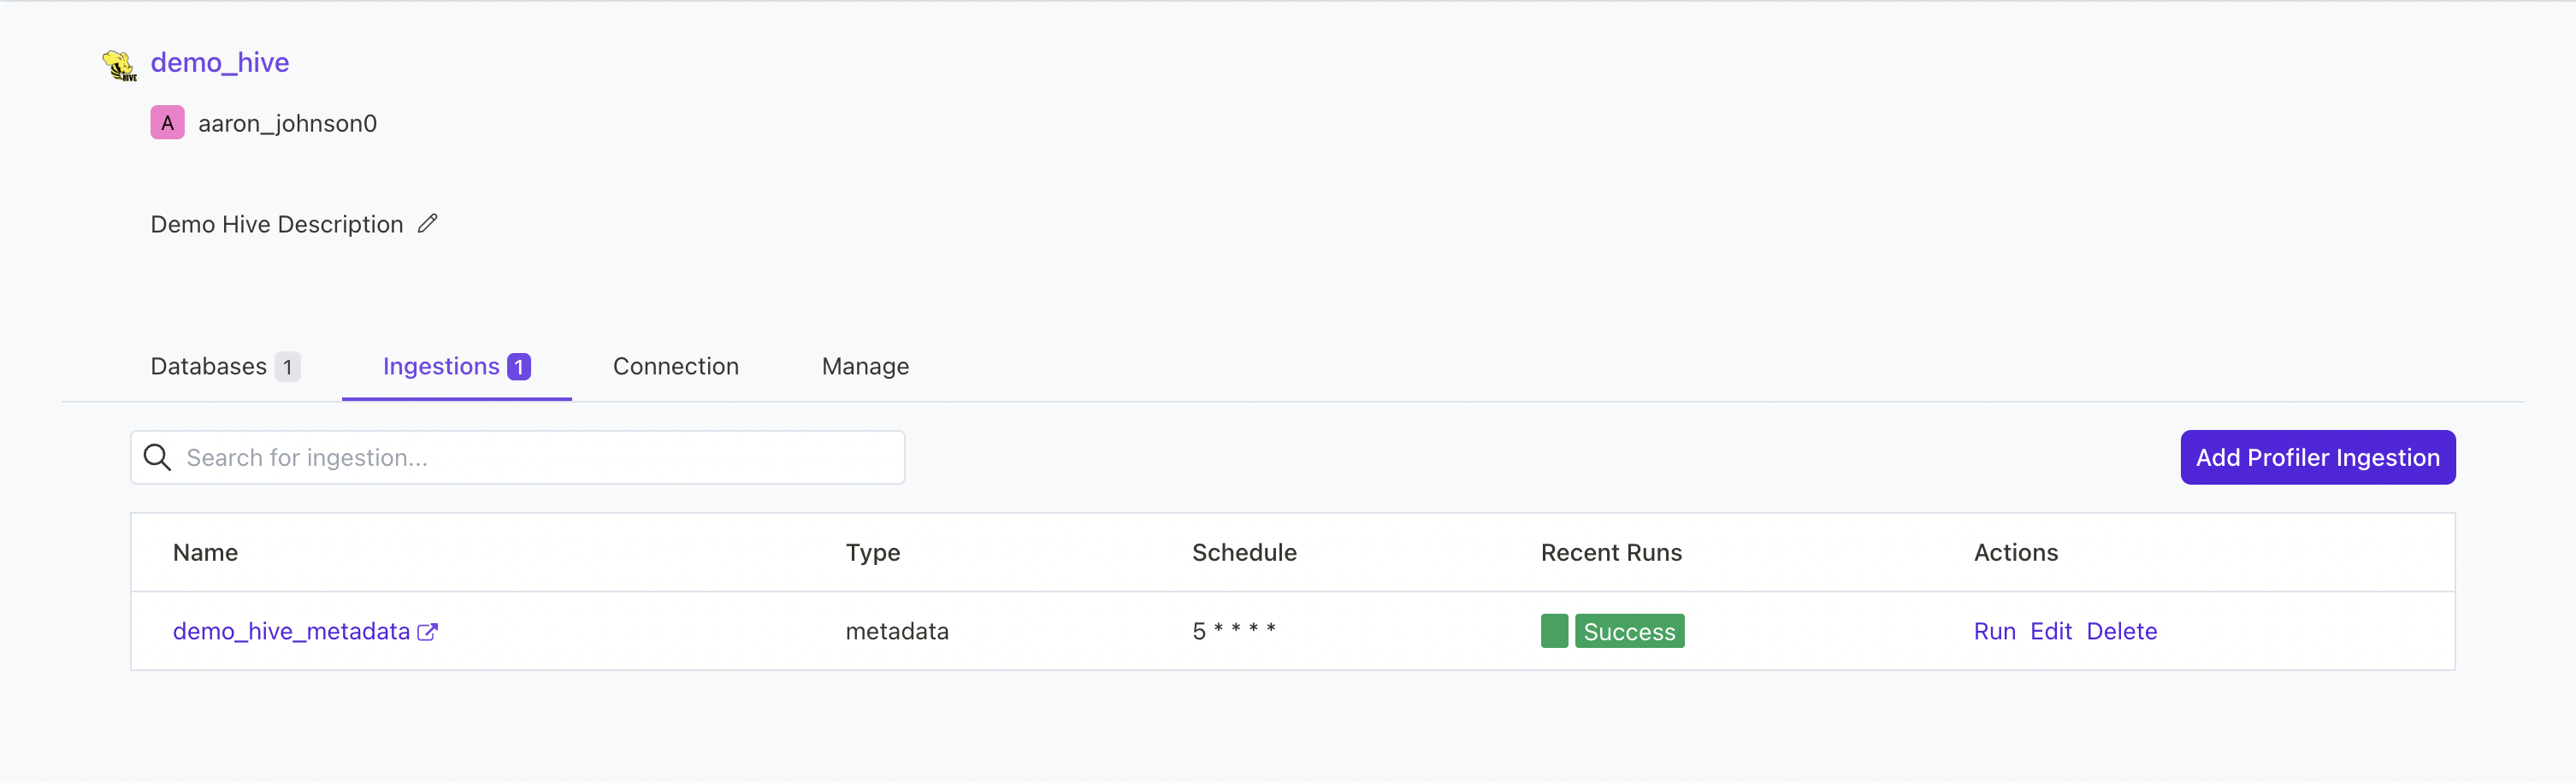 HIVE
demo_hive
A aaron_johnson0
Demo Hive Description
Databases 1 Ingestions 1 Connection Manage
Search for ingestion... Add Profiler Ingestion
Name Type Schedule Recent Runs Actions
demo_hive_metadata metadata 5 * * * * Success Run Edit Delete